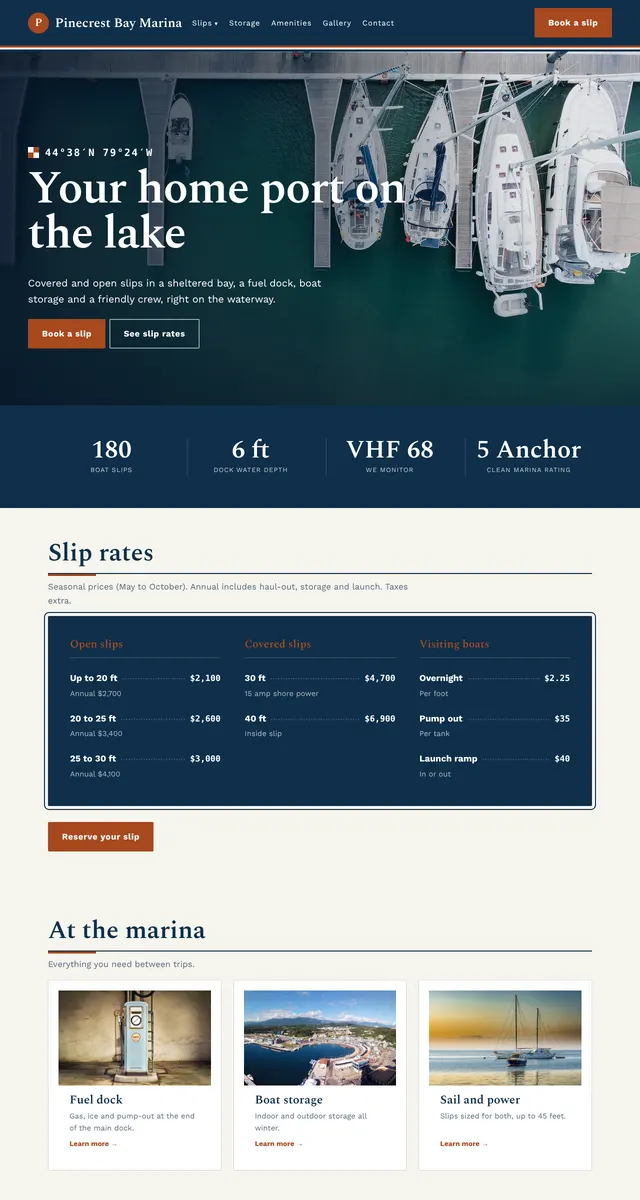 P Pinecrest Bay Marina Slips ▾ Storage Amenities Gallery Contact Book a slip
44°38′N 79°24′W
Your home port on
the lake
Covered and open slips in a sheltered bay, a fuel dock, boat
storage and a friendly crew, right on the waterway.
Book a slip See slip rates
180 6 ft VHF 68 5 Anchor
BOAT SLIPS DOCK WATER DEPTH WE MONITOR CLEAN MARINA RATING
Slip rates
Seasonal prices (May to October). Annual includes haul-out, storage and launch. Taxes
extra.
Open slips
Up to 20 ft $2,100
Annual $2,700
20 to 25 ft $2,600
Annual $3,400
25 to 30 ft $3,000
Annual $4,100
Covered slips
30 ft $4,700
15 amp shore power
40 ft $6,900
Inside slip
Visiting boats
Overnight $2.25
Per foot
Pump out $35
Per tank
Launch ramp $40
In or out
Reserve your slip
At the marina
Everything you need between trips.
Fuel dock
Gas, ice and pump-out at the end
of the main dock.
Learn more →
Boat storage
Indoor and outdoor storage all
winter.
Learn more →
Sail and power
Slips sized for both, up to 45 feet.
Learn more →